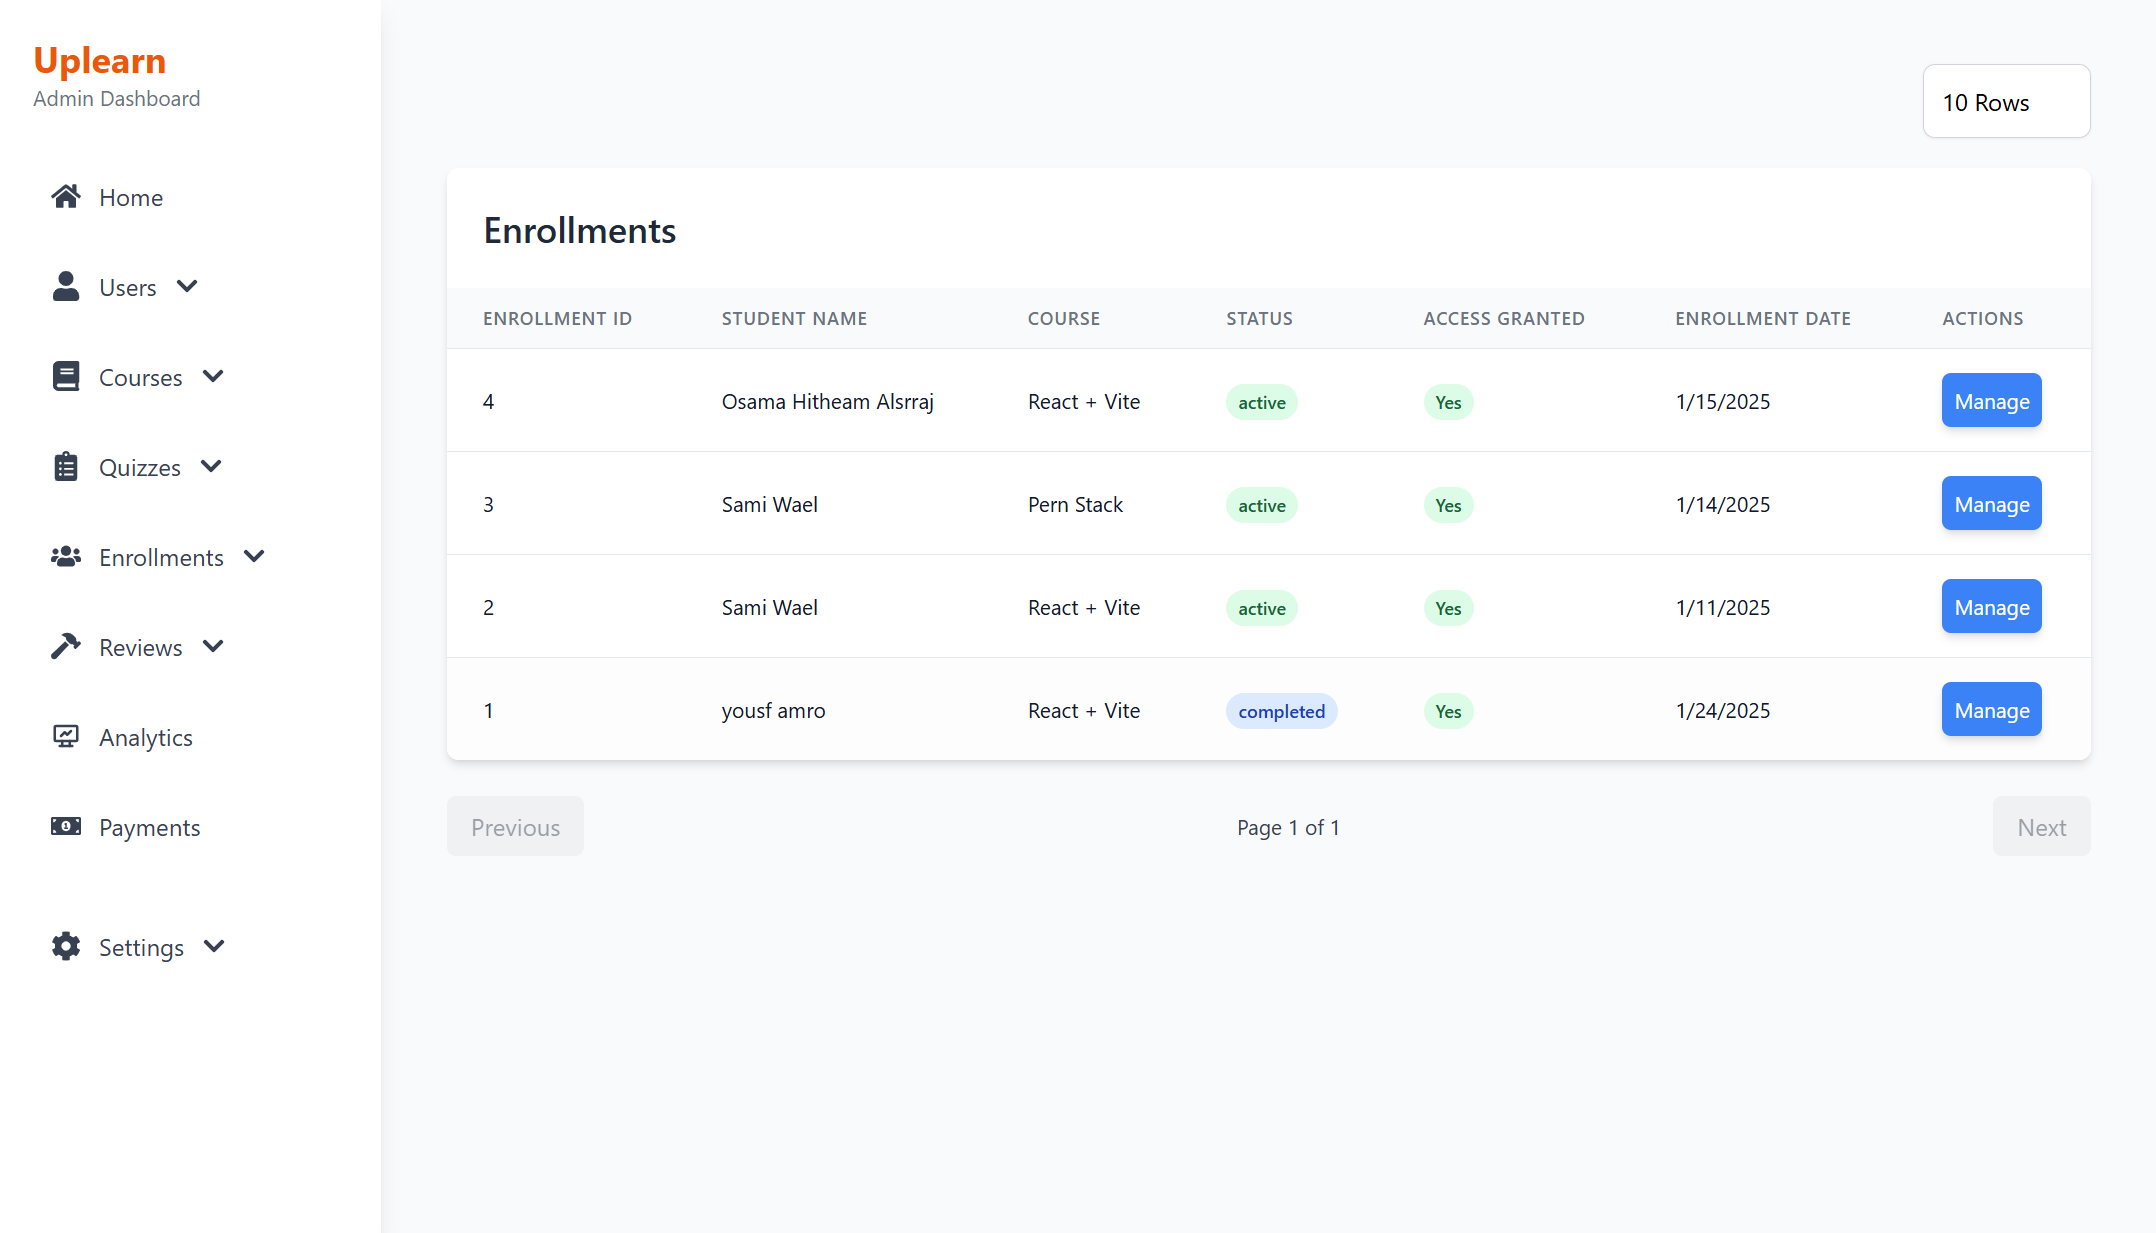 Uplearn
Admin Dashboard
Home
Users
Courses
Quizzes
Enrollments
Reviews
Analytics
Payments
Settings
10 Rows
Enrollments
ENROLLMENT ID STUDENT NAME COURSE STATUS ACCESS GRANTED ENROLLMENT DATE ACTIONS
4 Osama Hitheam Alsrraj React + Vite active Yes 1/15/2025 Manage
3 Sami Wael Pern Stack active Yes 1/14/2025 Manage
2 Sami Wael React + Vite active Yes 1/11/2025 Manage
1 yousf amro React + Vite completed Yes 1/24/2025 Manage
Previous Page 1 of 1 Next